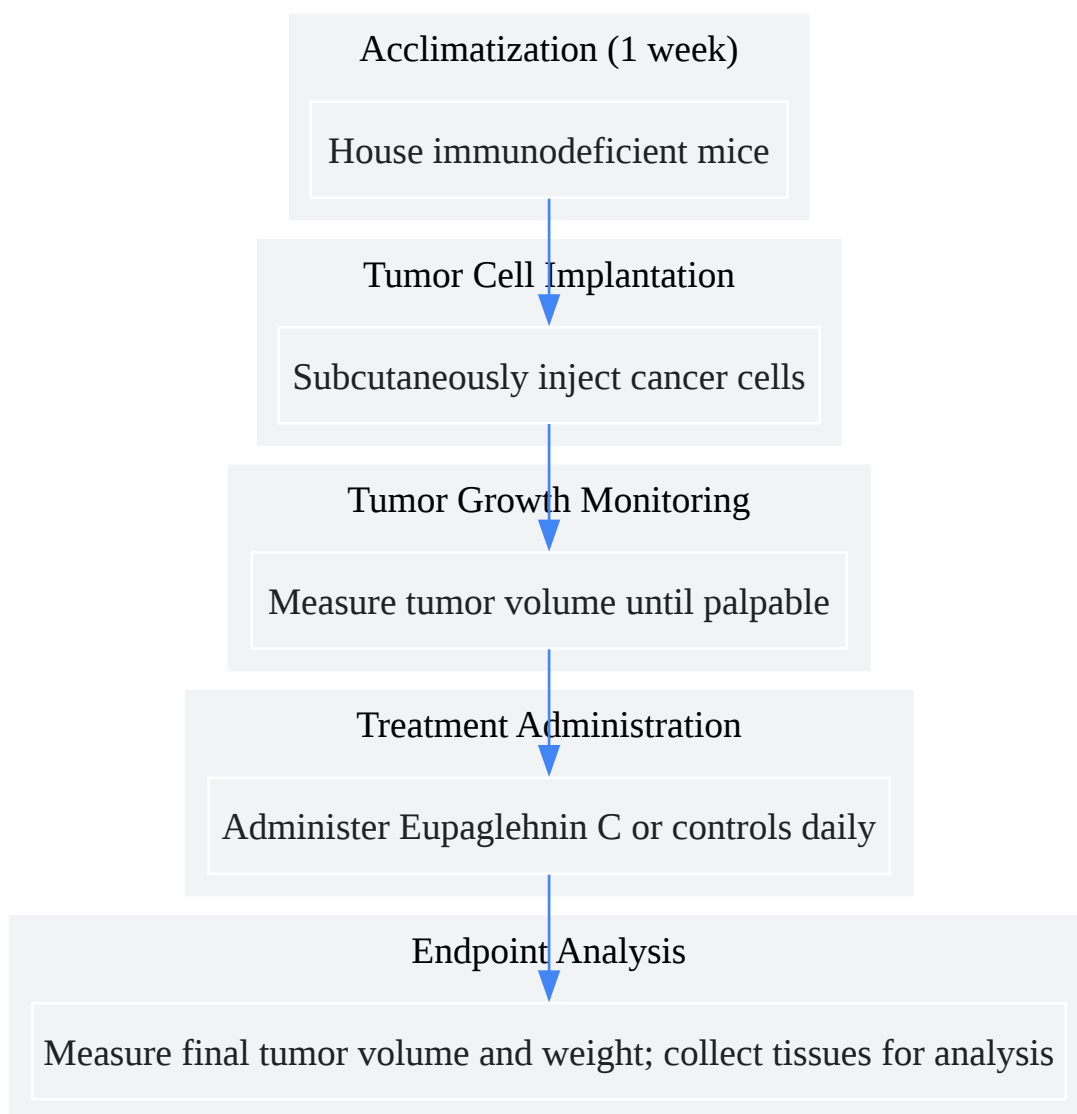 Acclimatization (1 week)
House immunodeficient mice
Tumor Cell Implantation
Subcutaneously inject cancer cells
Tumor Growth Monitoring
Measure tumor volume until palpable
Treatment Administration
Administer Eupaglehnin C or controls daily
Endpoint Analysis
Measure final tumor volume and weight; collect tissues for analysis